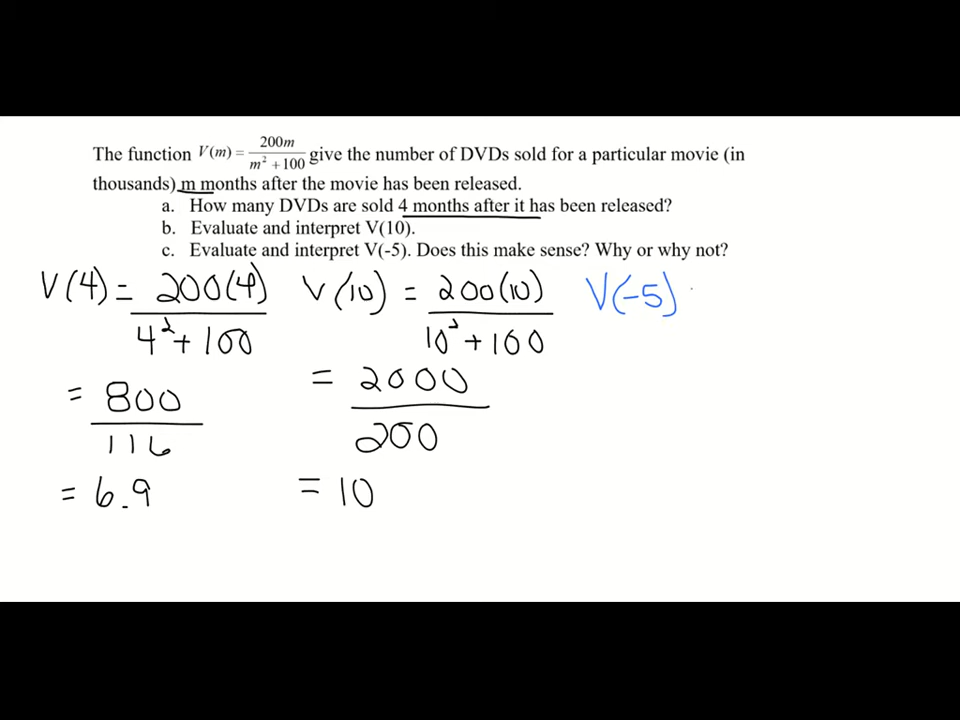 The function V(m) = 200m / m² + 100 give the number of DVDs sold for a particular movie (in
thousands) m months after the movie has been released.
a. How many DVDs are sold 4 months after it has been released?
b. Evaluate and interpret V(10).
c. Evaluate and interpret V(-5). Does this make sense? Why or why not?
V(4) = 200(4) / 4² + 100
= 800 / 116
= 6.9
V(10) = 200(10) / 10² + 100
= 2000 / 200
= 10
V(-5)